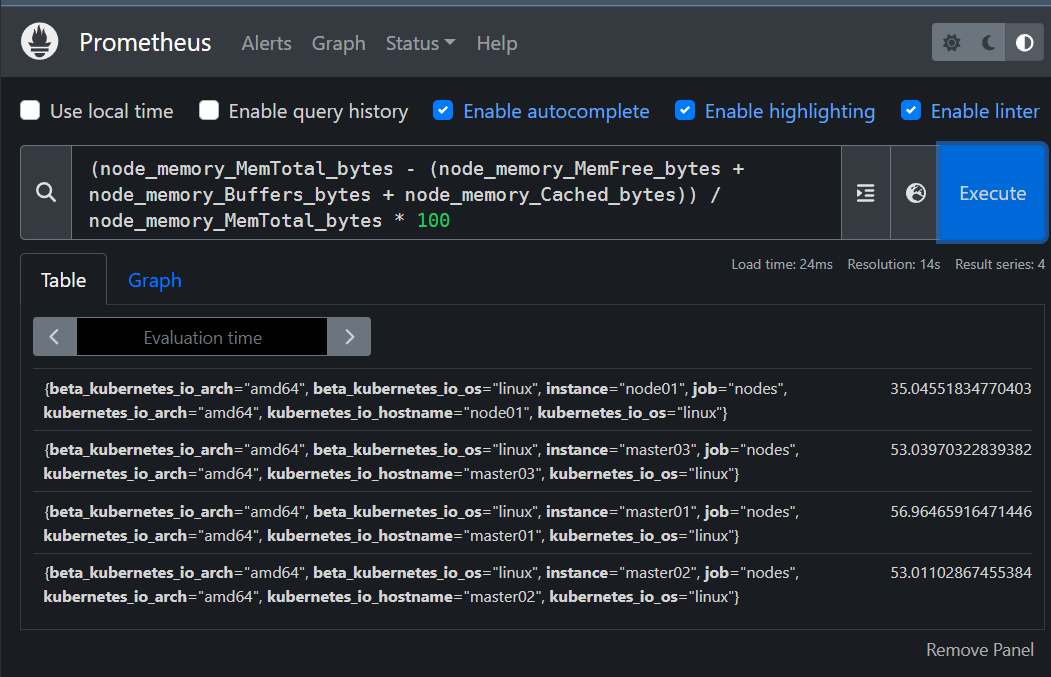 Prometheus Alerts Graph Status Help
Use local time Enable query history Enable autocomplete Enable highlighting Enable linter
(node_memory_MemTotal_bytes - (node_memory_MemFree_bytes +
node_memory_Buffers_bytes + node_memory_Cached_bytes)) /
node_memory_MemTotal_bytes * 100
Execute
Load time: 24ms Resolution: 14s Result series: 4
Table Graph
Evaluation time
{beta_kubernetes_io_arch="amd64", beta_kubernetes_io_os="linux", instance="node01", job="nodes", 35.04551834770403
kubernetes_io_arch="amd64", kubernetes_io_hostname="node01", kubernetes_io_os="linux"}
{beta_kubernetes_io_arch="amd64", beta_kubernetes_io_os="linux", instance="master03", job="nodes", 53.03970322839382
kubernetes_io_arch="amd64", kubernetes_io_hostname="master03", kubernetes_io_os="linux"}
{beta_kubernetes_io_arch="amd64", beta_kubernetes_io_os="linux", instance="master01", job="nodes", 56.96465916471446
kubernetes_io_arch="amd64", kubernetes_io_hostname="master01", kubernetes_io_os="linux"}
{beta_kubernetes_io_arch="amd64", beta_kubernetes_io_os="linux", instance="master02", job="nodes", 53.01102867455384
kubernetes_io_arch="amd64", kubernetes_io_hostname="master02", kubernetes_io_os="linux"}
Remove Panel